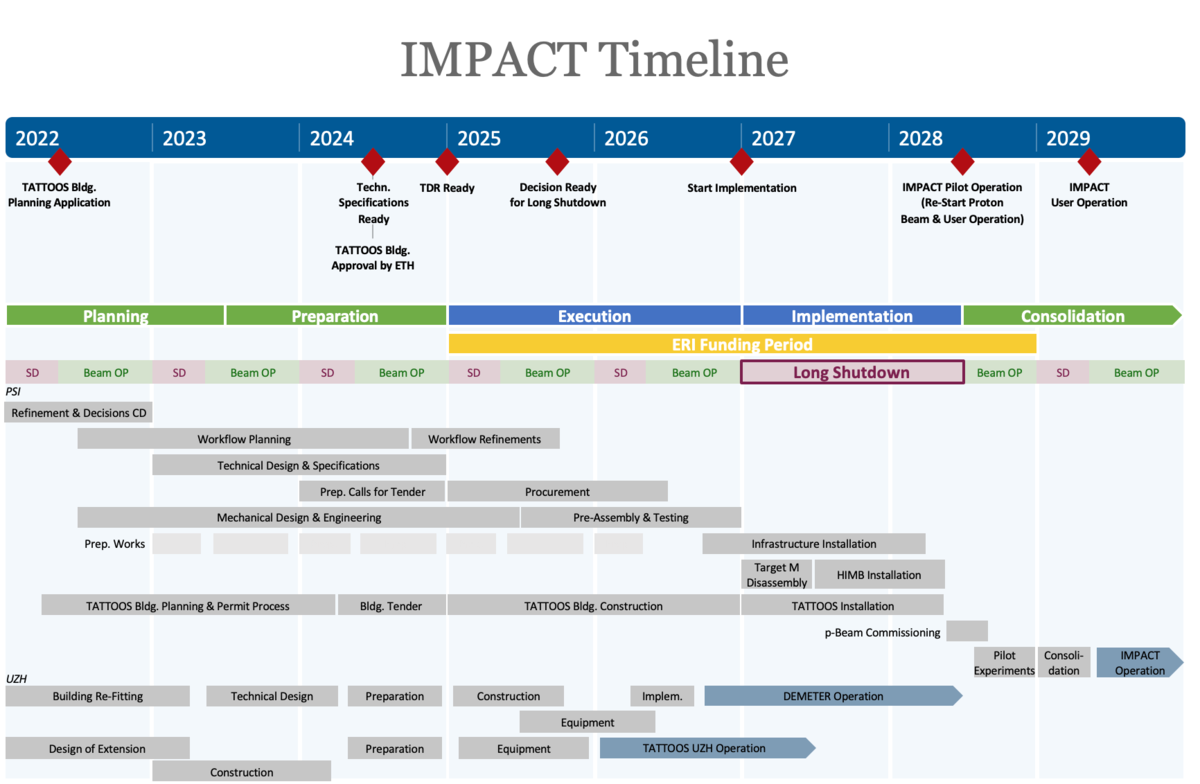 IMPACT Timeline
2022 2023 2024 2025 2026 2027 2028 2029
TATTOOS Bldg.
Planning Application
Techn.
Specifications
Ready
TATTOOS Bldg.
Approval by ETH
TDR Ready
Decision Ready
for Long Shutdown
Start Implementation
IMPACT Pilot Operation
(Re-Start Proton
Beam & User Operation)
IMPACT
User Operation
Planning Preparation Execution Implementation Consolidation
ERI Funding Period
SD Beam OP SD Beam OP SD Beam OP SD Beam OP SD Beam OP Long Shutdown Beam OP SD Beam OP
PSI
Refinement & Decisions CD
Workflow Planning Workflow Refinements
Technical Design & Specifications
Prep. Calls for Tender Procurement
Mechanical Design & Engineering Pre-Assembly & Testing
Prep. Works Infrastructure Installation
Target M
Disassembly
HIMB Installation
TATTOOS Bldg. Planning & Permit Process Bldg. Tender TATTOOS Bldg. Construction TATTOOS Installation
p-Beam Commissioning
Pilot
Experiments
Consoli-
dation
IMPACT
Operation
UZH
Building Re-Fitting Technical Design Preparation Construction Implem. DEMETER Operation
Equipment
Design of Extension Preparation Equipment TATTOOS UZH Operation
Construction